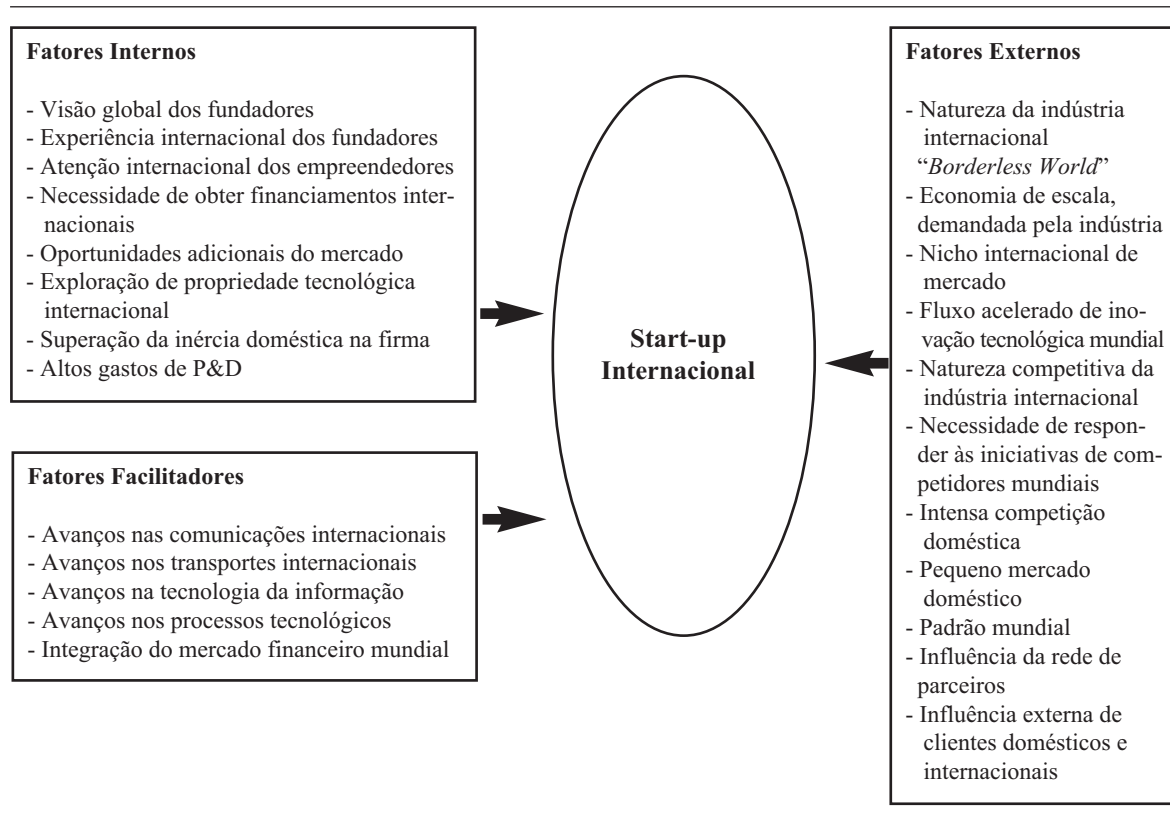 Fatores Internos
- Visão global dos fundadores
- Experiência internacional dos fundadores
- Atenção internacional dos empreendedores
- Necessidade de obter financiamentos inter-
nacionais
- Oportunidades adicionais do mercado
- Exploração de propriedade tecnológica
internacional
- Superação da inércia doméstica na firma
- Altos gastos de P&D
Fatores Facilitadores
- Avanços nas comunicações internacionais
- Avanços nos transportes internacionais
- Avanços na tecnologia da informação
- Avanços nos processos tecnológicos
- Integração do mercado financeiro mundial
Start-up
Internacional
Fatores Externos
- Natureza da indústria
internacional
“Borderless World”
- Economia de escala,
demandada pela indústria
- Nicho internacional de
mercado
- Fluxo acelerado de ino-
vação tecnológica mundial
- Natureza competitiva da
indústria internacional
- Necessidade de respon-
der às iniciativas de com-
petidores mundiais
- Intensa competição
doméstica
- Pequeno mercado
doméstico
- Padrão mundial
- Influência da rede de
parceiros
- Influência externa de
clientes domésticos e
internacionais